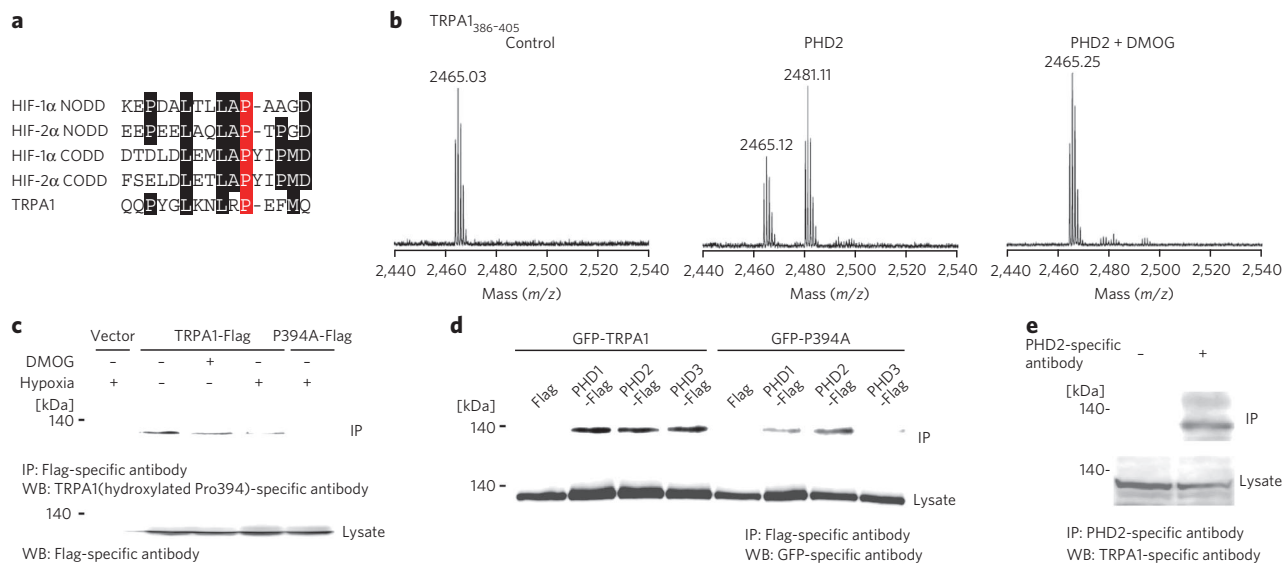 a
HIF-1α NODD KEPDALTLLAP-AAGD
HIF-2α NODD EEPEELAQLAP-TPGD
HIF-1α CODD DTDLDLEMLAPYIPMD
HIF-2α CODD FSELDLETLAPYIPMD
TRPA1 QQPYGLKNLRP-EFMQ
b
TRPA1386–405
Control
2465.03
2,440 2,460 2,480 2,500 2,520 2,540
Mass (m/z)
PHD2
2465.12
2481.11
2,440 2,460 2,480 2,500 2,520 2,540
Mass (m/z)
PHD2 + DMOG
2465.25
2,440 2,460 2,480 2,500 2,520 2,540
Mass (m/z)
c
Vector TRPA1-Flag P394A-Flag
DMOG – – + – –
Hypoxia + – – + +
[kDa]
140 -
IP
IP: Flag-specific antibody
WB: TRPA1(hydroxylated Pro394)-specific antibody
140 -
Lysate
WB: Flag-specific antibody
d
GFP-TRPA1 GFP-P394A
Flag PHD1-Flag PHD2-Flag PHD3-Flag Flag PHD1-Flag PHD2-Flag PHD3-Flag
[kDa]
140 -
IP
140 -
Lysate
IP: Flag-specific antibody
WB: GFP-specific antibody
e
PHD2-specific
antibody – +
[kDa]
140-
IP
140-
Lysate
IP: PHD2-specific antibody
WB: TRPA1-specific antibody